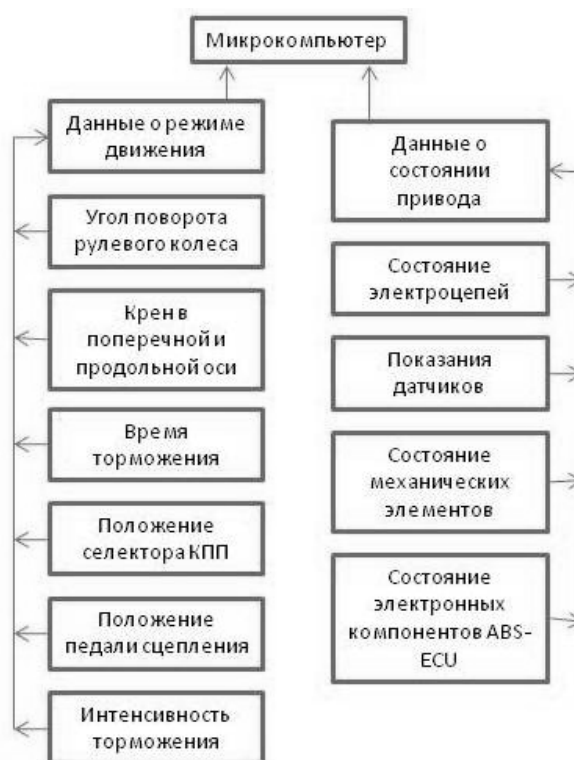 Микрокомпьютер
Данные о режиме
движения
Угол поворота
рулевого колеса
Крен в
поперечной и
продольной оси
Время
торможения
Положение
селектора КПП
Положение
педали сцепления
Интенсивность
торможения
Данные о
состоянии
привода
Состояние
электроцепей
Показания
датчиков
Состояние
механических
элементов
Состояние
электронных
компонентов ABS-
ECU